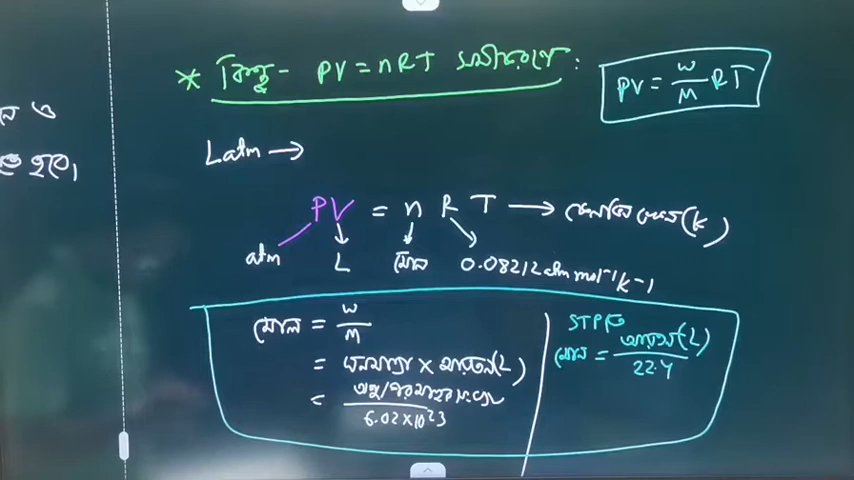 * কিন্তু - PV = nRT সমীকরণে :
PV = W/M RT
Latm →
PV = n R T → কেলভিন স্কেল (K)
atm L মোল 0.0821 L atm mol⁻¹ K⁻¹
মোল = W/M
= ঘনমাত্রা × আয়তন (L)
= অণু/পরমাণুর সংখ্যা / 6.02×10²³
STP তে
মোল = আয়তন (L) / 22.4